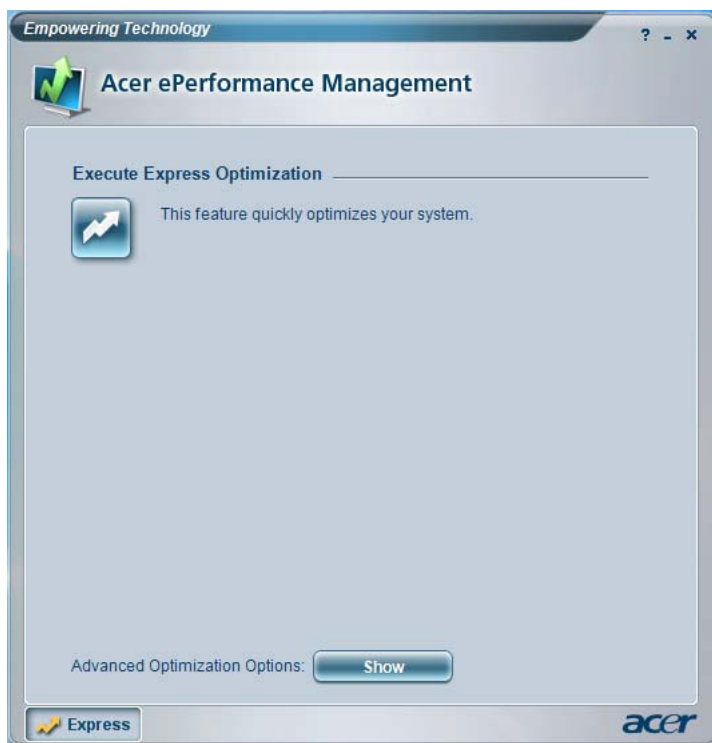 Empowering Technology
? - ×
Acer ePerformance Management
Execute Express Optimization
This feature quickly optimizes your system.
Advanced Optimization Options: Show
Express
acer